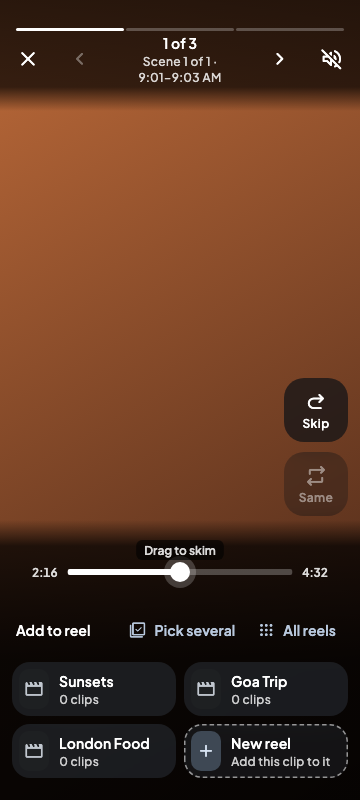 1 of 3
Scene 1 of 1 ·
9:01–9:03 AM
Skip
Same
Drag to skim
2:16
4:32
Add to reel
Pick several
All reels
Sunsets
0 clips
Goa Trip
0 clips
London Food
0 clips
New reel
Add this clip to it